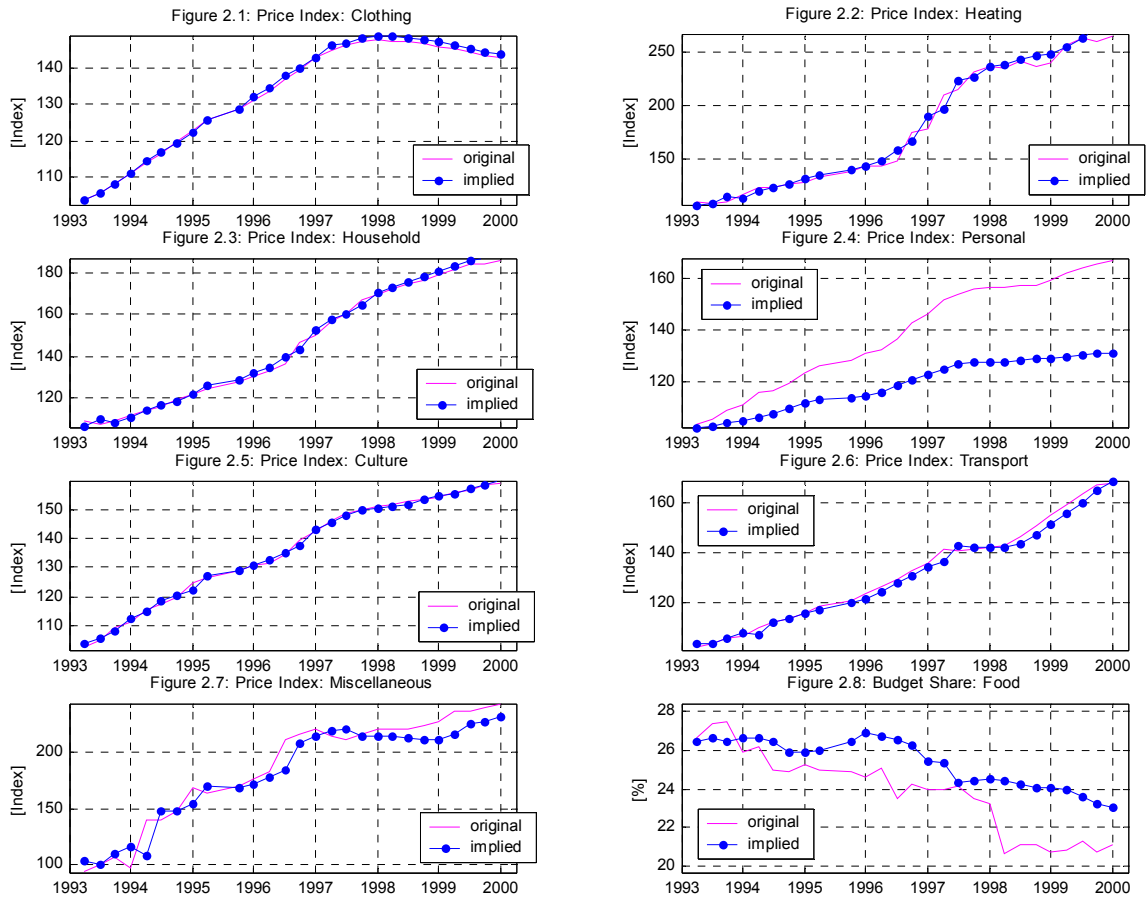 Figure 2.1: Price Index: Clothing
[Index]
140
130
120
110
original
implied
1993 1994 1995 1996 1997 1998 1999 2000
Figure 2.2: Price Index: Heating
[Index]
250
200
150
original
implied
1993 1994 1995 1996 1997 1998 1999 2000
Figure 2.3: Price Index: Household
[Index]
180
160
140
120
original
implied
1993 1994 1995 1996 1997 1998 1999 2000
Figure 2.4: Price Index: Personal
[Index]
160
140
120
original
implied
1993 1994 1995 1996 1997 1998 1999 2000
Figure 2.5: Price Index: Culture
[Index]
150
140
130
120
110
original
implied
1993 1994 1995 1996 1997 1998 1999 2000
Figure 2.6: Price Index: Transport
[Index]
160
140
120
original
implied
1993 1994 1995 1996 1997 1998 1999 2000
Figure 2.7: Price Index: Miscellaneous
[Index]
200
150
100
original
implied
1993 1994 1995 1996 1997 1998 1999 2000
Figure 2.8: Budget Share: Food
[%]
28
26
24
22
20
original
implied
1993 1994 1995 1996 1997 1998 1999 2000